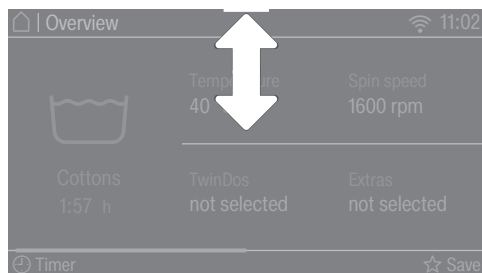 Overview 11:02
Temperature Spin speed
40 1600 rpm
Cottons TwinDos Extras
1:57 h not selected not selected
Timer Save